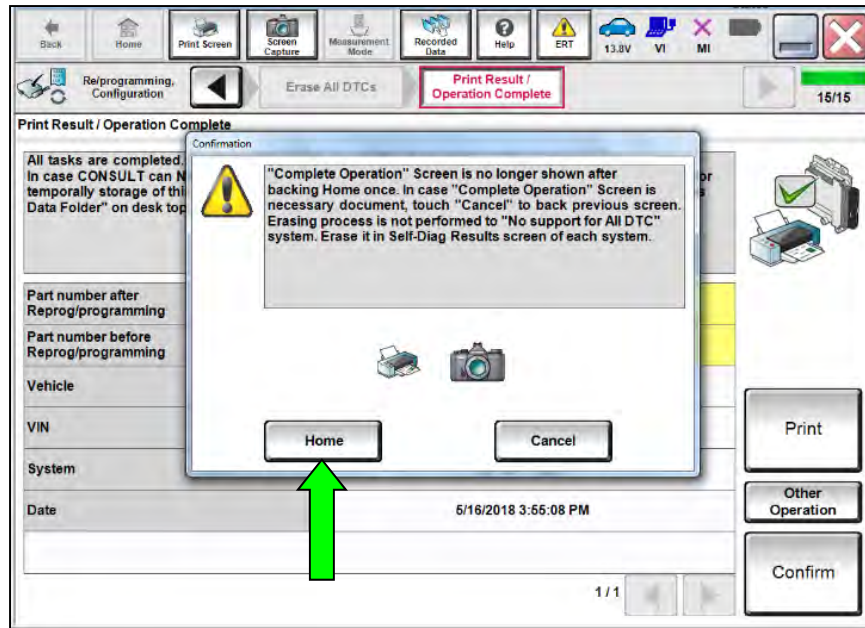 Back
Home
Print Screen
Screen
Capture
Measurement
Mode
Recorded
Data
Help
ERT
13.8V
VI
MI
Re/programming,
Configuration
Erase All DTCs
Print Result /
Operation Complete
15/15
Print Result / Operation Complete
Confirmation
All tasks are completed.
In case CONSULT can N
or
temporally storage of thi
s
Data Folder" on desk top
"Complete Operation" Screen is no longer shown after
backing Home once. In case "Complete Operation" Screen is
necessary document, touch "Cancel" to back previous screen.
Erasing process is not performed to "No support for All DTC"
system. Erase it in Self-Diag Results screen of each system.
Part number after
Reprog/programming
Part number before
Reprog/programming
Vehicle
VIN
System
Home
Cancel
Date
5/16/2018 3:55:08 PM
1/1
Print
Other
Operation
Confirm